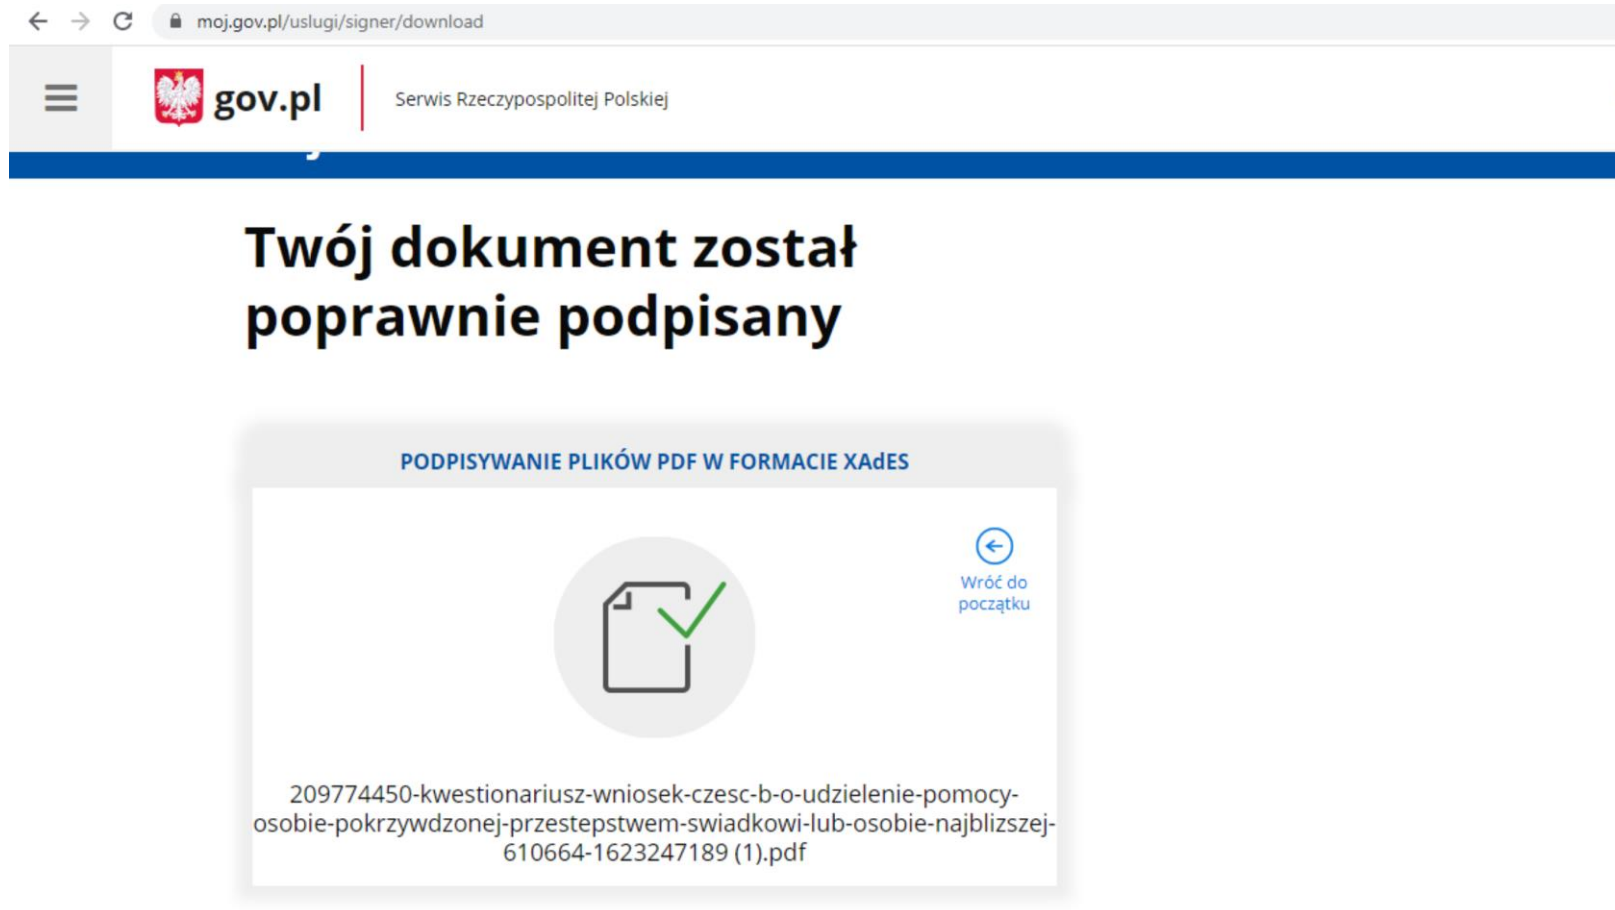 moj.gov.pl/uslugi/signer/download
gov.pl
Serwis Rzeczypospolitej Polskiej
Twój dokument został
poprawnie podpisany
PODPISYWANIE PLIKÓW PDF W FORMACIE XAdES
Wróć do
początku
209774450-kwestionariusz-wniosek-czesc-b-o-udzielenie-pomocy-
osobie-pokrzywdzonej-przestepstwem-swiadkowi-lub-osobie-najblizszej-
610664-1623247189 (1).pdf